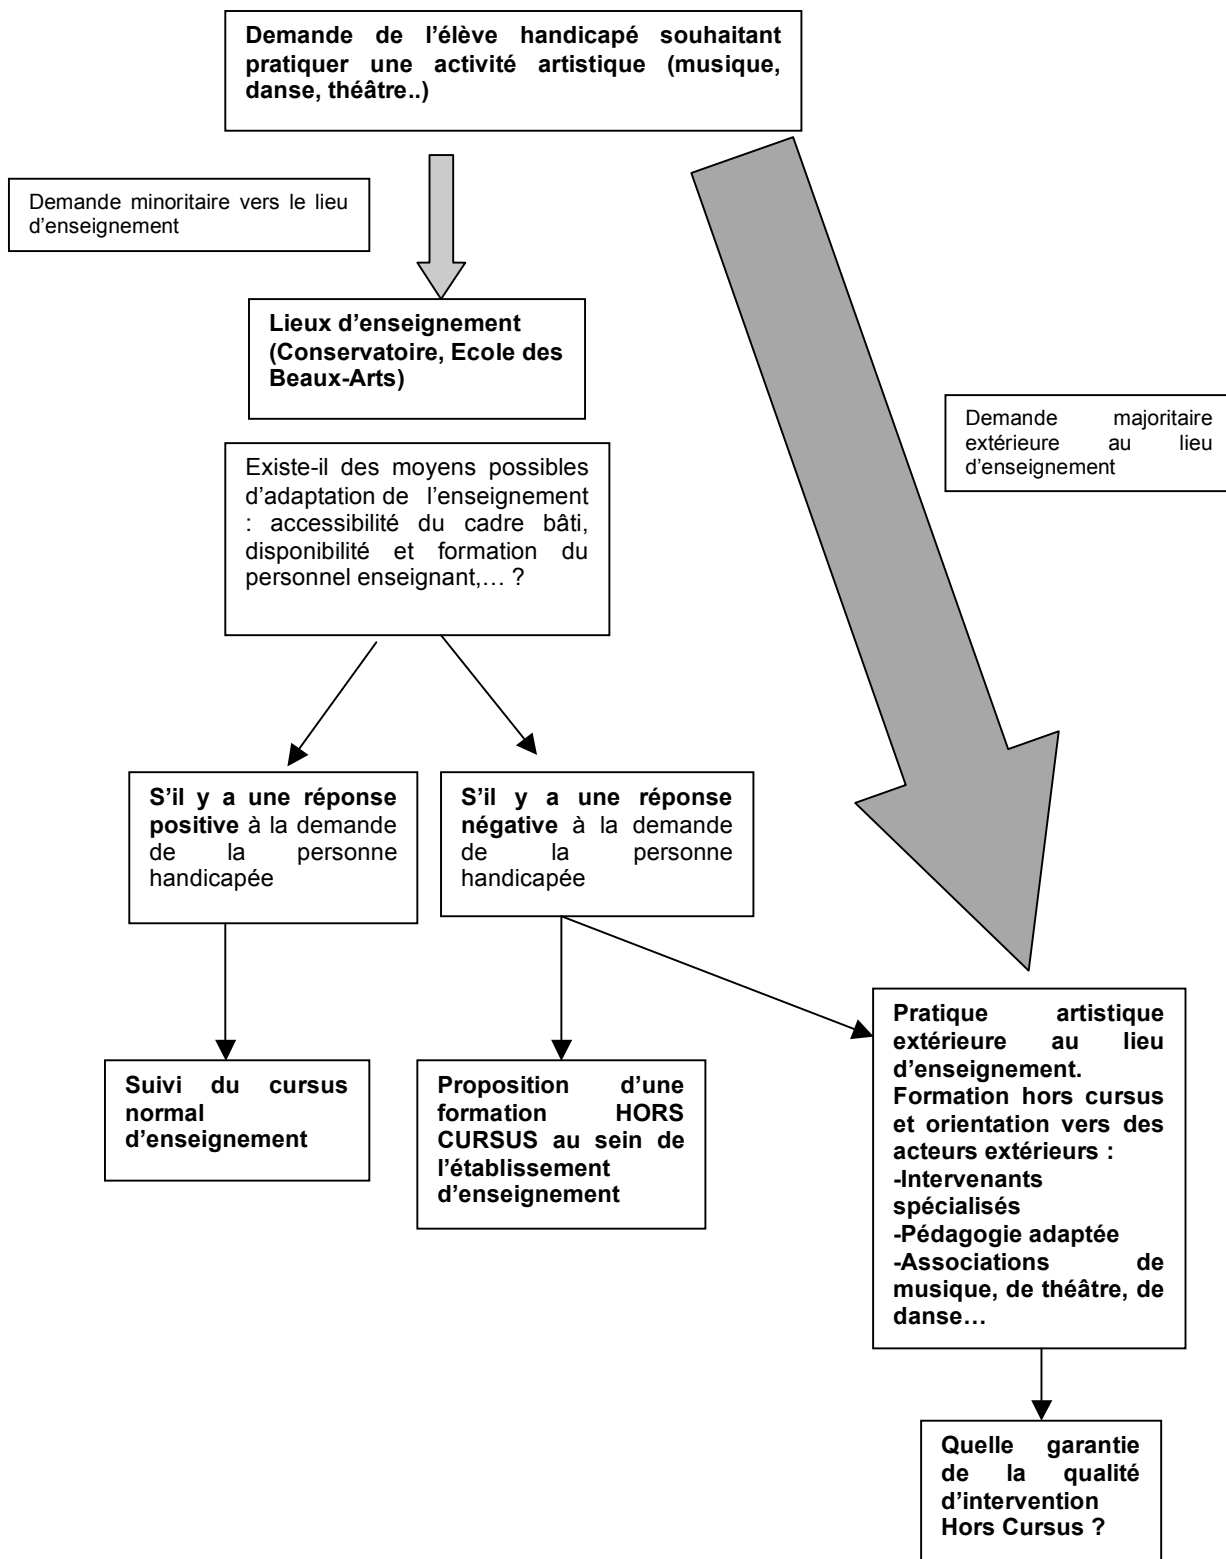 Demande de l’élève handicapé souhaitant
pratiquer une activité artistique (musique,
danse, théâtre..)
Demande minoritaire vers le lieu
d’enseignement
Lieux d’enseignement
(Conservatoire, Ecole des
Beaux-Arts)
Demande majoritaire
extérieure au lieu
d’enseignement
Existe-il des moyens possibles
d’adaptation de l’enseignement
: accessibilité du cadre bâti,
disponibilité et formation du
personnel enseignant,… ?
S’il y a une réponse
positive à la demande
de la personne
handicapée
S’il y a une réponse
négative à la demande
de la personne
handicapée
Suivi du cursus
normal
d’enseignement
Proposition d’une
formation HORS
CURSUS au sein de
l’établissement
d’enseignement
Pratique artistique
extérieure au lieu
d’enseignement.
Formation hors cursus
et orientation vers des
acteurs extérieurs :
-Intervenants
spécialisés
-Pédagogie adaptée
-Associations de
musique, de théâtre, de
danse…
Quelle garantie
de la qualité
d’intervention
Hors Cursus ?